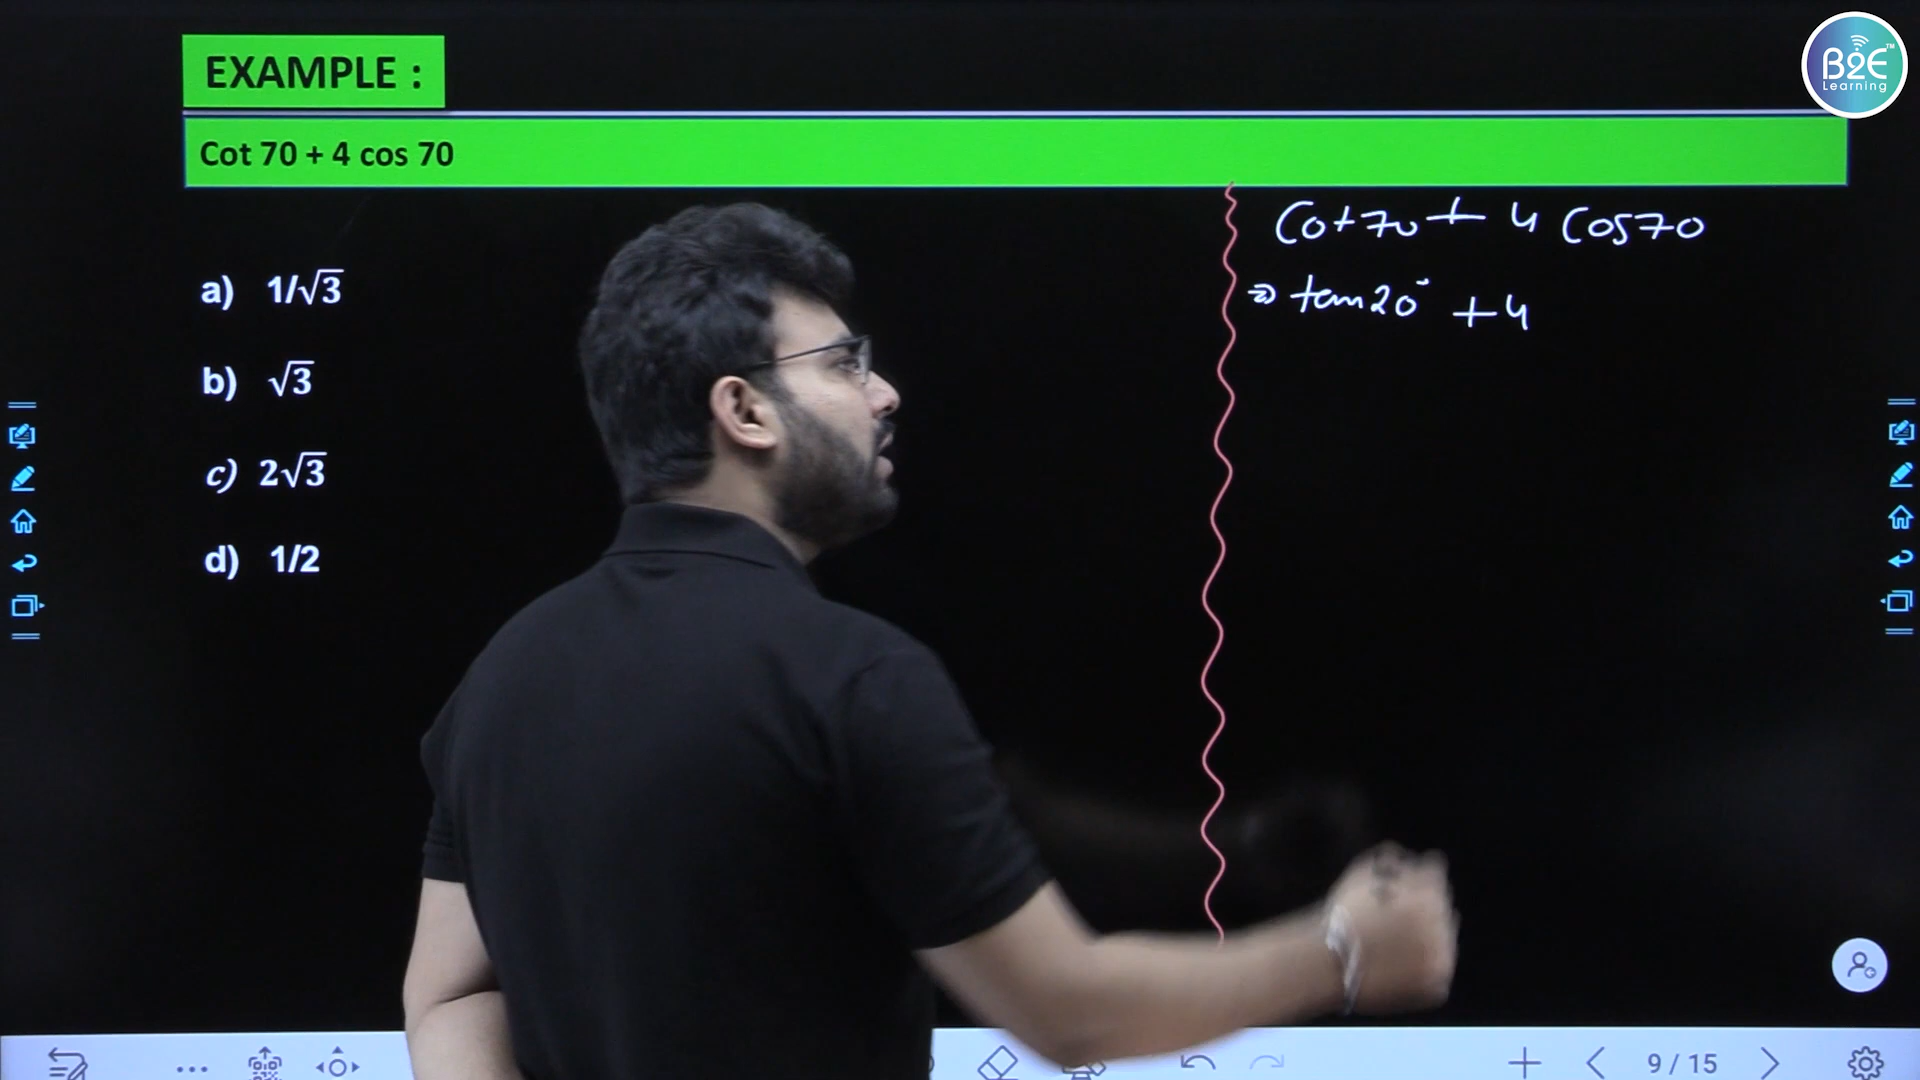 B2E
TM
Learning
EXAMPLE :
Cot 70 + 4 cos 70
a) 1/√3
b) √3
c) 2√3
d) 1/2
Cot70 + 4 Cos70
⇒ tan20° + 4
9 / 15